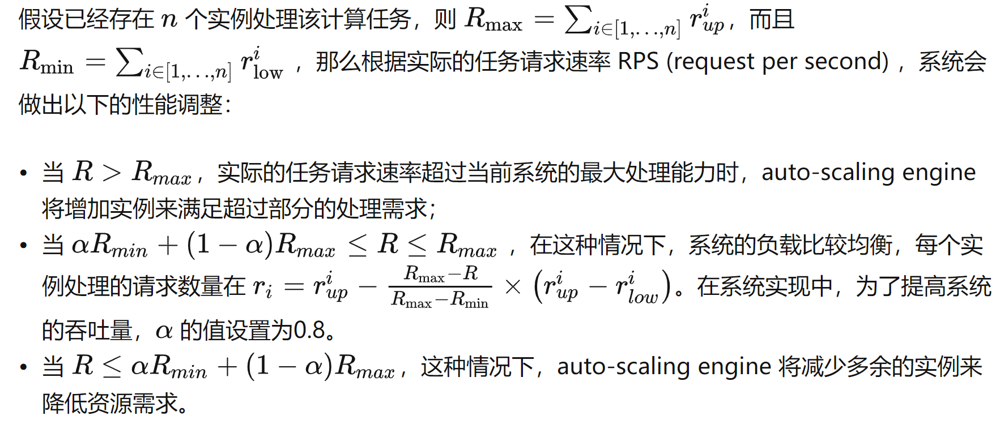 假设已经存在 $n$ 个实例处理该计算任务，则 $R_{\max} = \sum_{i \in [1,\ldots,n]} r_{up}^{i}$，而且
$R_{\min} = \sum_{i \in [1,\ldots,n]} r_{\text{low}}^{i}$ ，那么根据实际的任务请求速率 RPS (request per second) ，系统会
做出以下的性能调整：
• 当 $R > R_{max}$，实际的任务请求速率超过当前系统的最大处理能力时，auto-scaling engine
将增加实例来满足超过部分的处理需求；
• 当 $\alpha R_{min} + (1 - \alpha) R_{max} \leq R \leq R_{max}$ ，在这种情况下，系统的负载比较均衡，每个实
例处理的请求数量在 $r_i = r_{up}^{i} - \frac{R_{\max} - R}{R_{\max} - R_{\min}} \times \left( r_{up}^{i} - r_{low}^{i} \right)$。在系统实现中，为了提高系统
的吞吐量，$\alpha$ 的值设置为0.8。
• 当 $R \leq \alpha R_{min} + (1 - \alpha) R_{max}$，这种情况下，auto-scaling engine 将减少多余的实例来
降低资源需求。